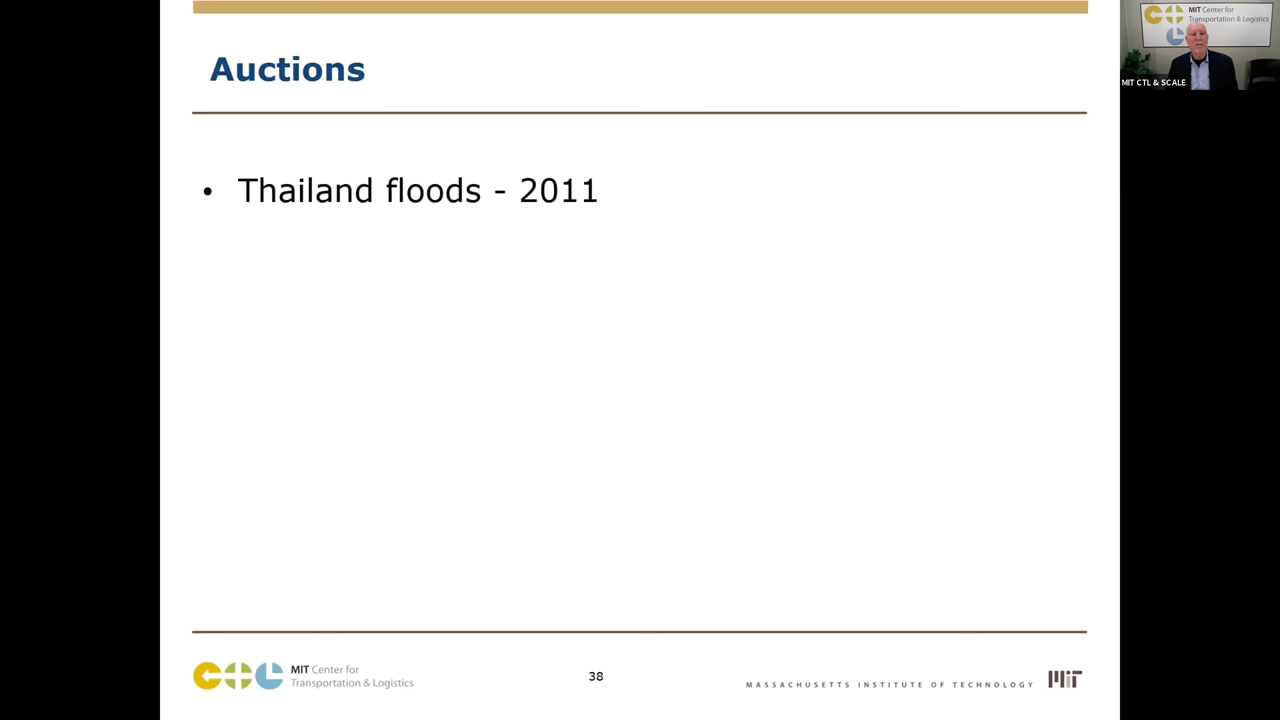 Auctions
• Thailand floods - 2011
MIT Center for
Transportation & Logistics
MIT CTL & SCALE
MIT Center for
Transportation & Logistics
38
MASSACHUSETTS INSTITUTE OF TECHNOLOGY
MIT